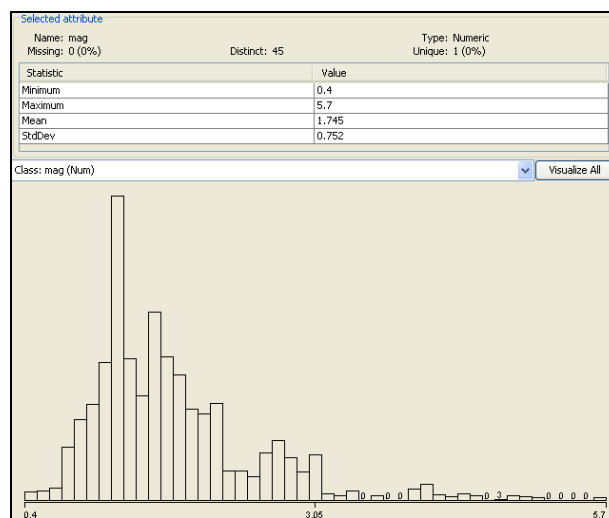 Selected attribute
Name: mag Type: Numeric
Missing: 0 (0%) Distinct: 45 Unique: 1 (0%)
Statistic Value
Minimum 0.4
Maximum 5.7
Mean 1.745
StdDev 0.752
Class: mag (Num) Visualize All
0 0 0 0 3 0 0 0 0
0.4 3.05 5.7